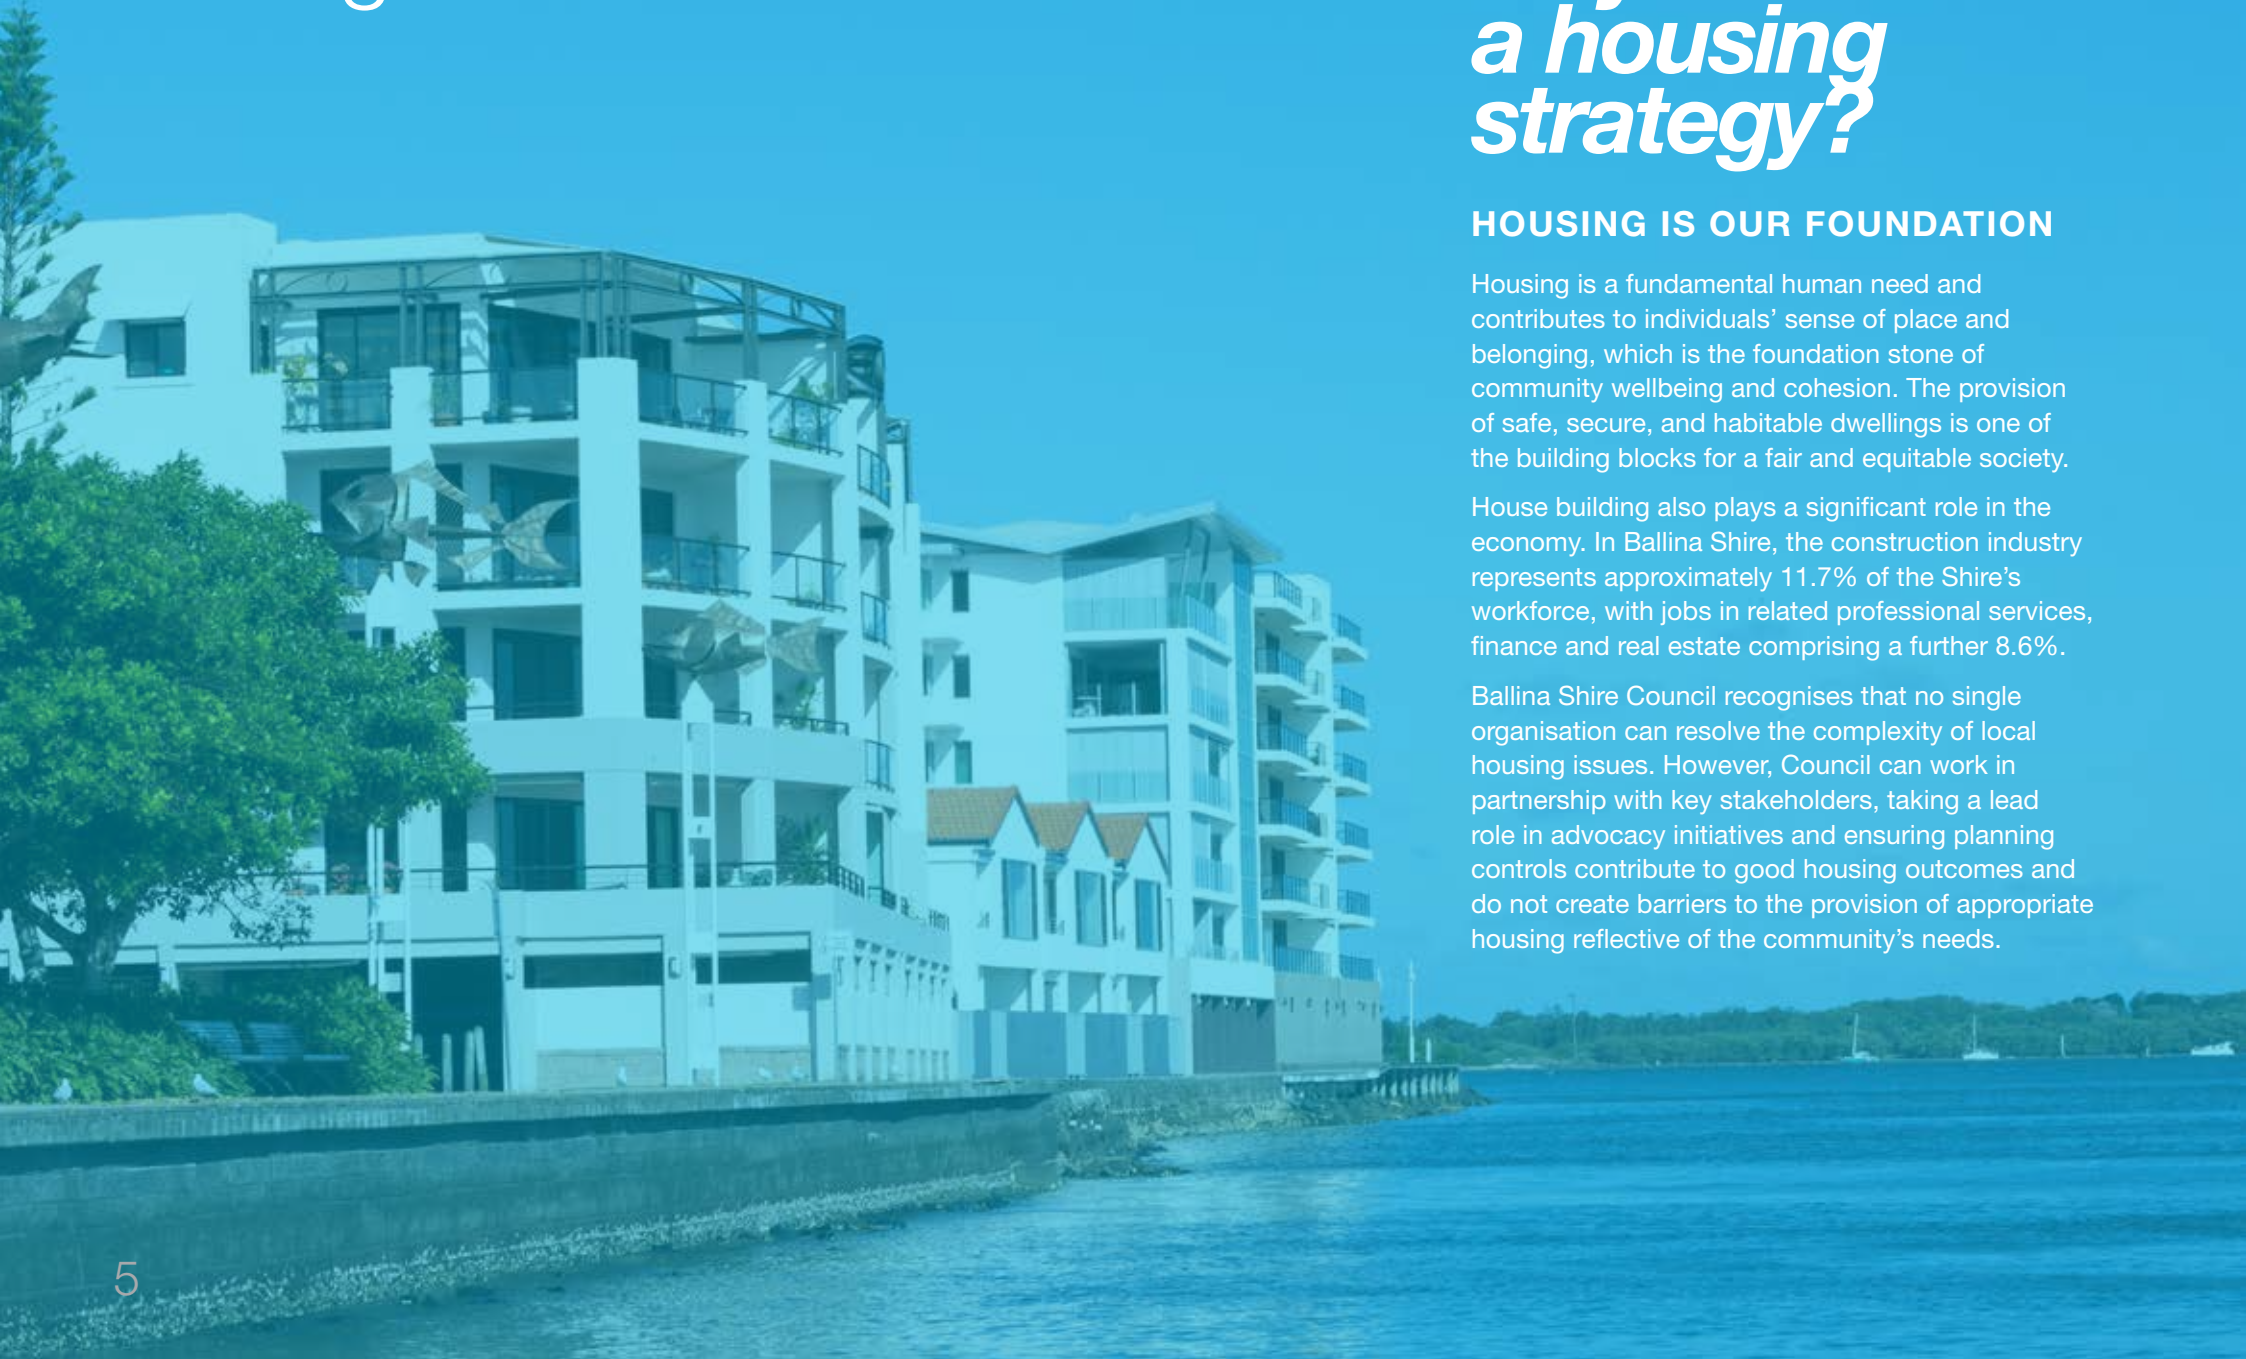 a housing
strategy?
HOUSING IS OUR FOUNDATION
Housing is a fundamental human need and
contributes to individuals’ sense of place and
belonging, which is the foundation stone of
community wellbeing and cohesion. The provision
of safe, secure, and habitable dwellings is one of
the building blocks for a fair and equitable society.
House building also plays a significant role in the
economy. In Ballina Shire, the construction industry
represents approximately 11.7% of the Shire’s
workforce, with jobs in related professional services,
finance and real estate comprising a further 8.6%.
Ballina Shire Council recognises that no single
organisation can resolve the complexity of local
housing issues. However, Council can work in
partnership with key stakeholders, taking a lead
role in advocacy initiatives and ensuring planning
controls contribute to good housing outcomes and
do not create barriers to the provision of appropriate
housing reflective of the community’s needs.
5